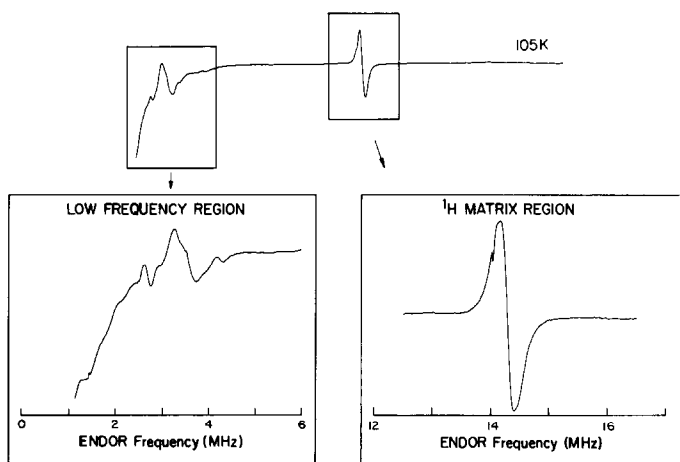 105K
LOW FREQUENCY REGION
0 2 4 6
ENDOR Frequency (MHz)
¹H MATRIX REGION
12 14 16
ENDOR Frequency (MHz)